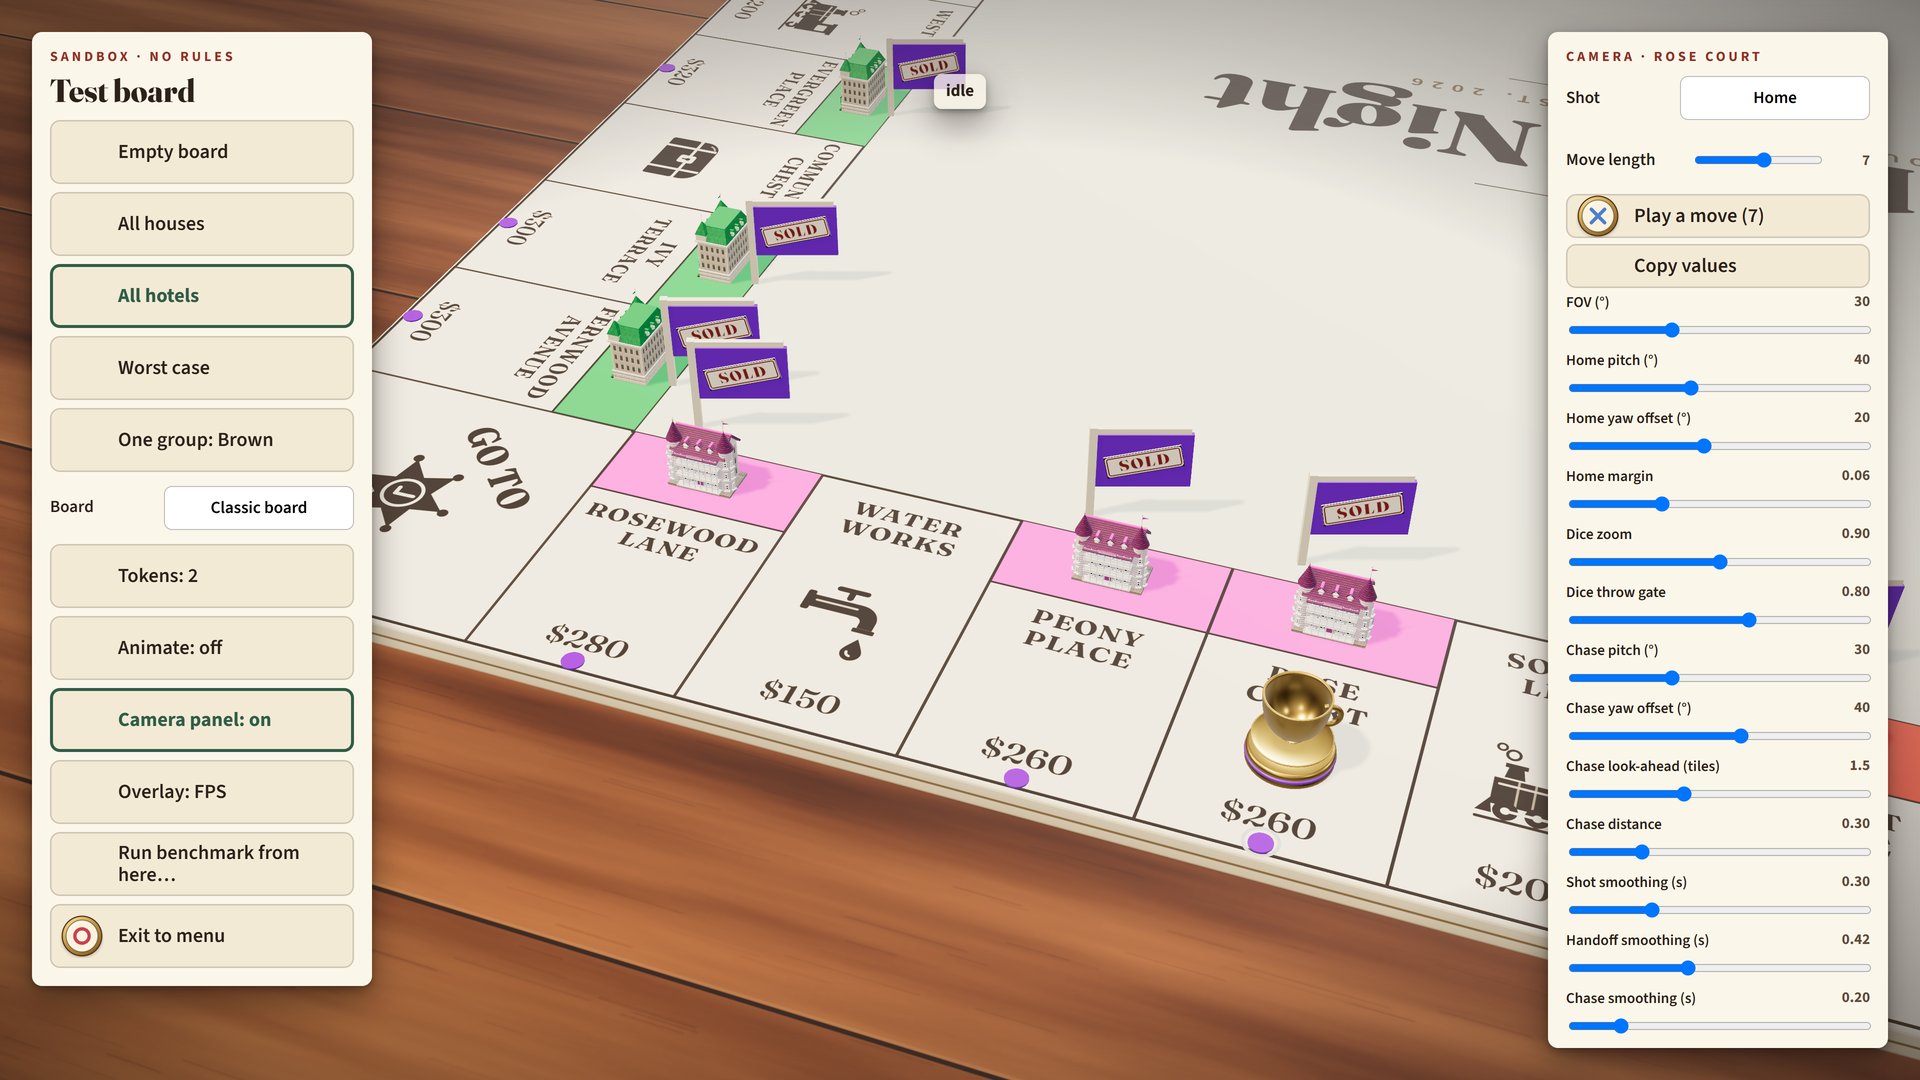 SANDBOX · NO RULES
Test board
Empty board
All houses
All hotels
Worst case
One group: Brown
Board
Classic board
Tokens: 2
Animate: off
Camera panel: on
Overlay: FPS
Run benchmark from
here…
Exit to menu
$200
WEST
$320
EVERGREEN
PLACE
SOLD
idle
COMMUN
CHEST
$300
IVY
TERRACE
SOLD
$300
FERNWOOD
AVENUE
SOLD
SOLD
GO TO
ROSEWOOD
LANE
$280
WATER
WORKS
$150
SOLD
PEONY
PLACE
$260
SOLD
$260
$20
Night
EST. 2026
CAMERA · ROSE COURT
Shot
Home
Move length
7
Play a move (7)
Copy values
FOV (°)
30
Home pitch (°)
40
Home yaw offset (°)
20
Home margin
0.06
Dice zoom
0.90
Dice throw gate
0.80
Chase pitch (°)
30
Chase yaw offset (°)
40
Chase look-ahead (tiles)
1.5
Chase distance
0.30
Shot smoothing (s)
0.30
Handoff smoothing (s)
0.42
Chase smoothing (s)
0.20